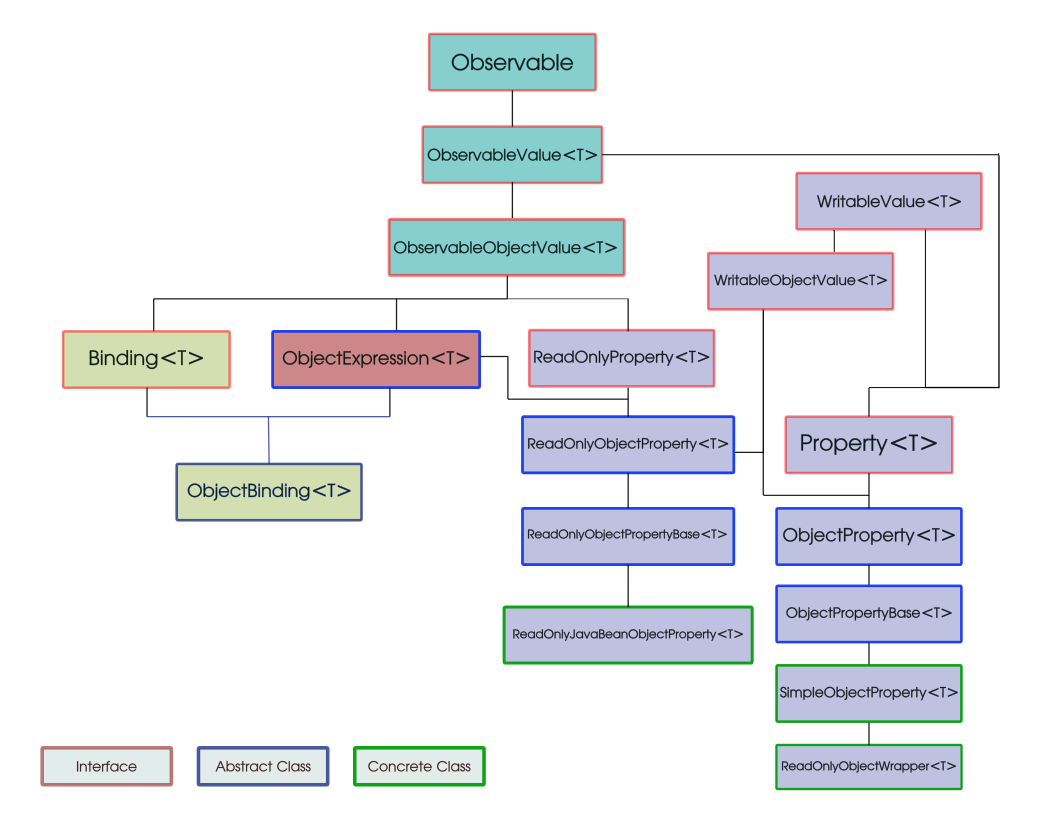 Observable
ObservableValue<T>
WritableValue<T>
ObservableObjectValue<T>
WritableObjectValue<T>
Binding<T>
ObjectExpression<T>
ReadOnlyProperty<T>
ReadOnlyObjectProperty<T>
Property<T>
ObjectBinding<T>
ReadOnlyObjectPropertyBase<T>
ObjectProperty<T>
ObjectPropertyBase<T>
ReadOnlyJavaBeanObjectProperty<T>
SimpleObjectProperty<T>
ReadOnlyObjectWrapper<T>
Interface
Abstract Class
Concrete Class